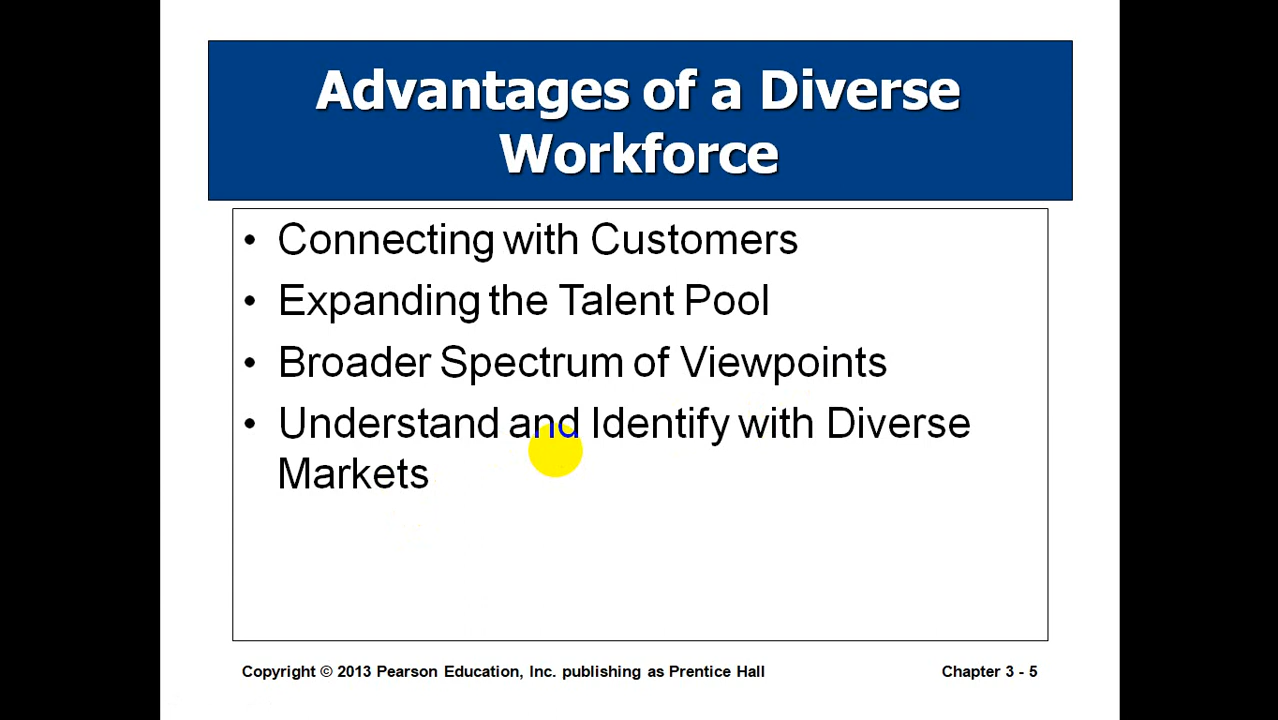 Advantages of a Diverse
Workforce
• Connecting with Customers
• Expanding the Talent Pool
• Broader Spectrum of Viewpoints
• Understand and Identify with Diverse
Markets
Copyright © 2013 Pearson Education, Inc. publishing as Prentice Hall
Chapter 3 - 5